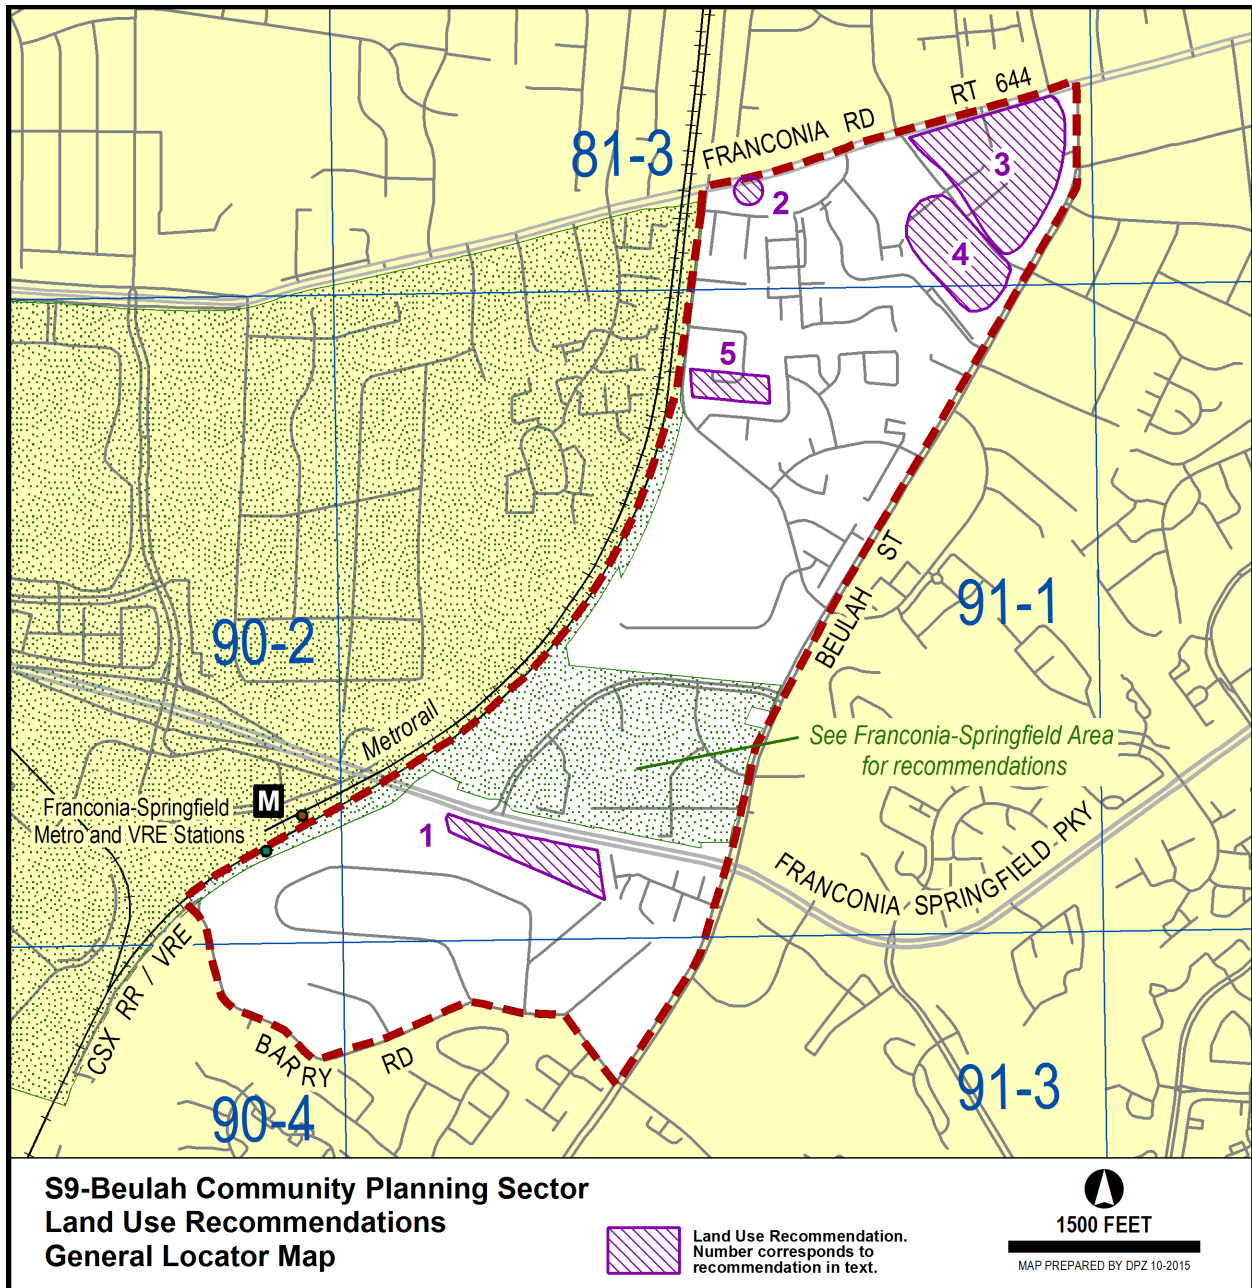 RT 644
FRANCONIA RD
81-3
3
2
4
5
BEULAH ST
91-1
90-2
Metrorail
See Franconia-Springfield Area
for recommendations
M
Franconia-Springfield
Metro and VRE Stations
1
FRANCONIA SPRINGFIELD PKY
CSX RR / VRE
BARRY RD
90-4
91-3
S9-Beulah Community Planning Sector
Land Use Recommendations
General Locator Map
Land Use Recommendation.
Number corresponds to
recommendation in text.
1500 FEET
MAP PREPARED BY DPZ 10-2015